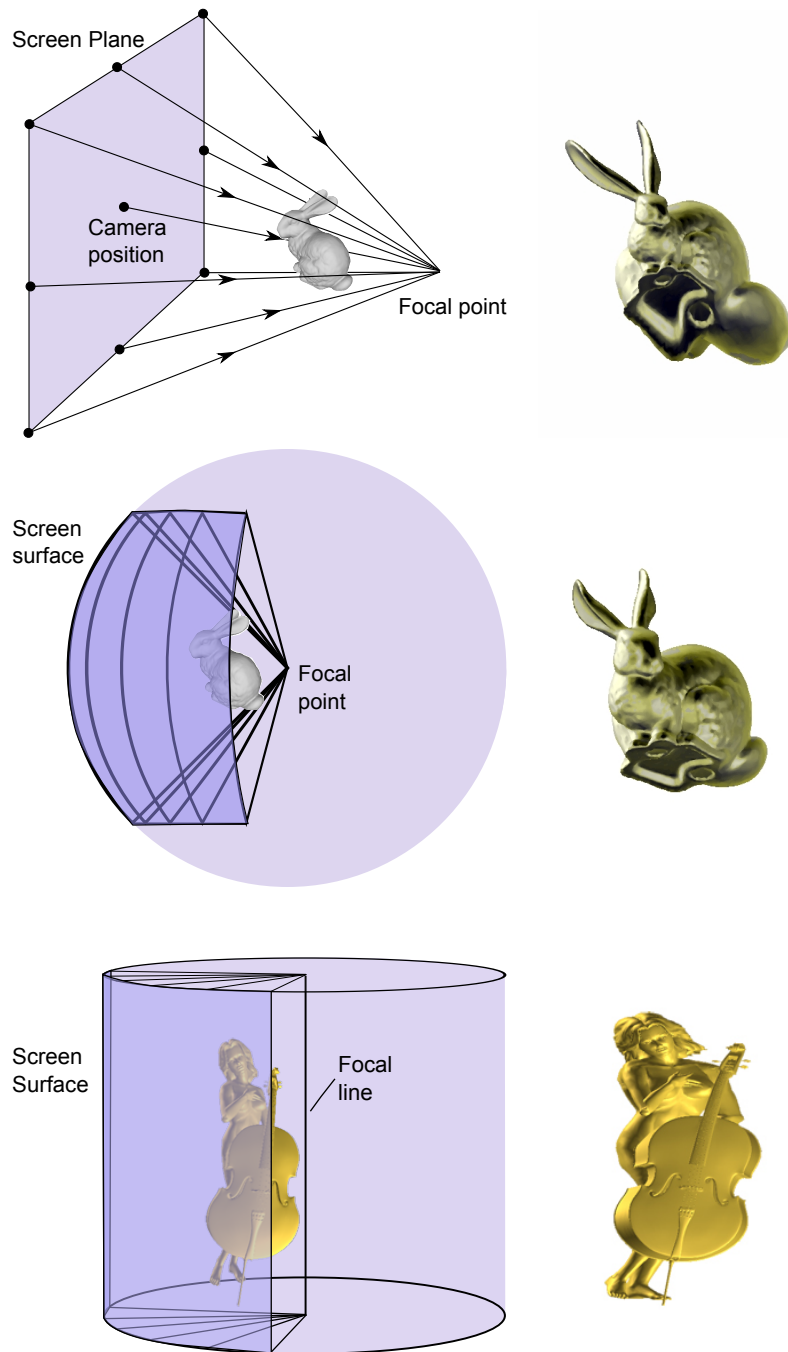 Screen Plane
Camera
position
Focal point
Screen
surface
Focal
point
Screen
Surface
Focal
line